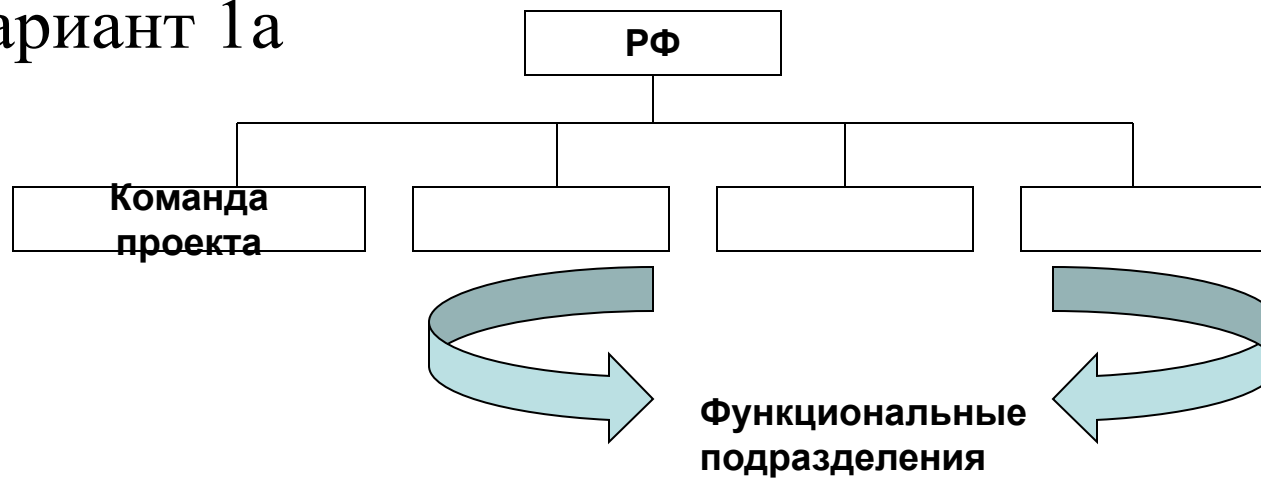 ариант 1а
РФ
Команда
проекта
Функциональные
подразделения